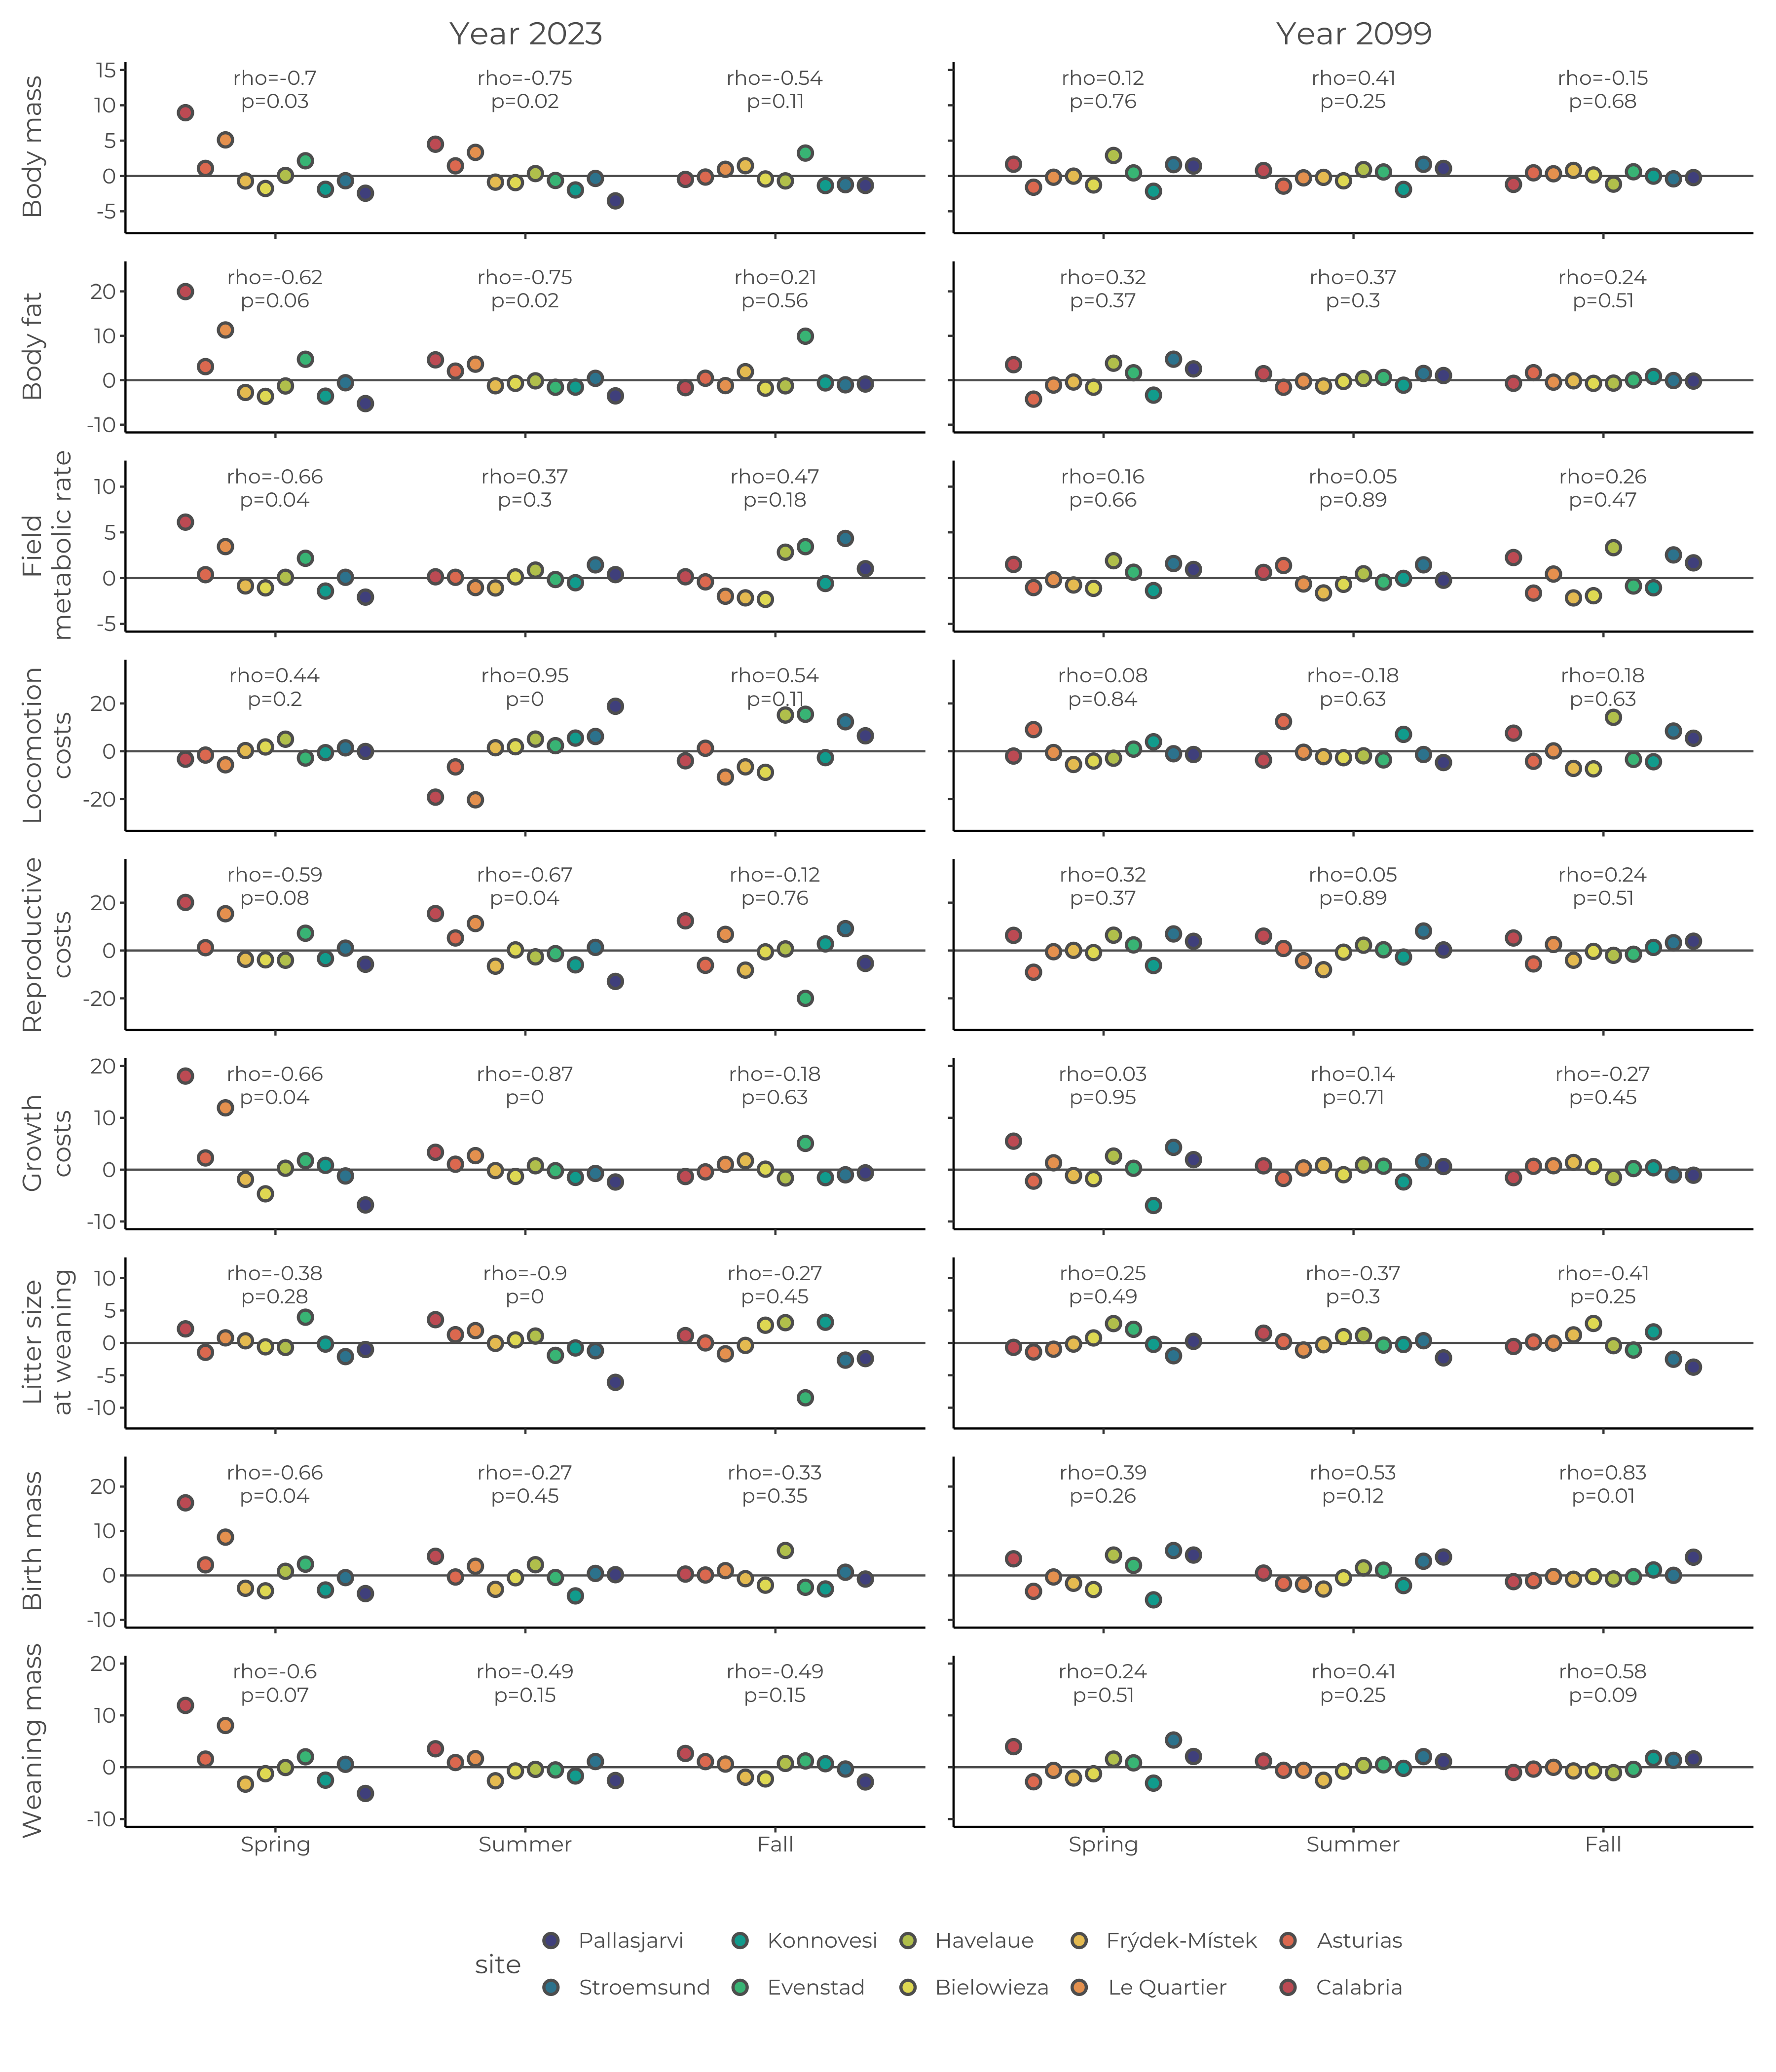 Year 2023 Year 2099
Body mass
15
10
5
0
-5
rho=-0.7 rho=-0.75 rho=-0.54 rho=0.12 rho=0.41 rho=-0.15
p=0.03 p=0.02 p=0.11 p=0.76 p=0.25 p=0.68
Body fat
20
10
0
-10
rho=-0.62 rho=-0.75 rho=0.21 rho=0.32 rho=0.37 rho=0.24
p=0.06 p=0.02 p=0.56 p=0.37 p=0.3 p=0.51
Field
metabolic rate
10
5
0
-5
rho=-0.66 rho=0.37 rho=0.47 rho=0.16 rho=0.05 rho=0.26
p=0.04 p=0.3 p=0.18 p=0.66 p=0.89 p=0.47
Locomotion
costs
20
0
-20
rho=0.44 rho=0.95 rho=0.54 rho=0.08 rho=-0.18 rho=0.18
p=0.2 p=0 p=0.11 p=0.84 p=0.63 p=0.63
Reproductive
costs
20
0
-20
rho=-0.59 rho=-0.67 rho=-0.12 rho=0.32 rho=0.05 rho=0.24
p=0.08 p=0.04 p=0.76 p=0.37 p=0.89 p=0.51
Growth
costs
20
10
0
-10
rho=-0.66 rho=-0.87 rho=-0.18 rho=0.03 rho=0.14 rho=-0.27
p=0.04 p=0 p=0.63 p=0.95 p=0.71 p=0.45
Litter size
at weaning
10
5
0
-5
-10
rho=-0.38 rho=-0.9 rho=-0.27 rho=0.25 rho=-0.37 rho=-0.41
p=0.28 p=0 p=0.45 p=0.49 p=0.3 p=0.25
Birth mass
20
10
0
-10
rho=-0.66 rho=-0.27 rho=-0.33 rho=0.39 rho=0.53 rho=0.83
p=0.04 p=0.45 p=0.35 p=0.26 p=0.12 p=0.01
Weaning mass
20
10
0
-10
rho=-0.6 rho=-0.49 rho=-0.49 rho=0.24 rho=0.41 rho=0.58
p=0.07 p=0.15 p=0.15 p=0.51 p=0.25 p=0.09
Spring Summer Fall Spring Summer Fall
site
Pallasjarvi Konnovesi Havelaue Frýdek-Místek Asturias
Stroemsund Evenstad Bielowieza Le Quartier Calabria